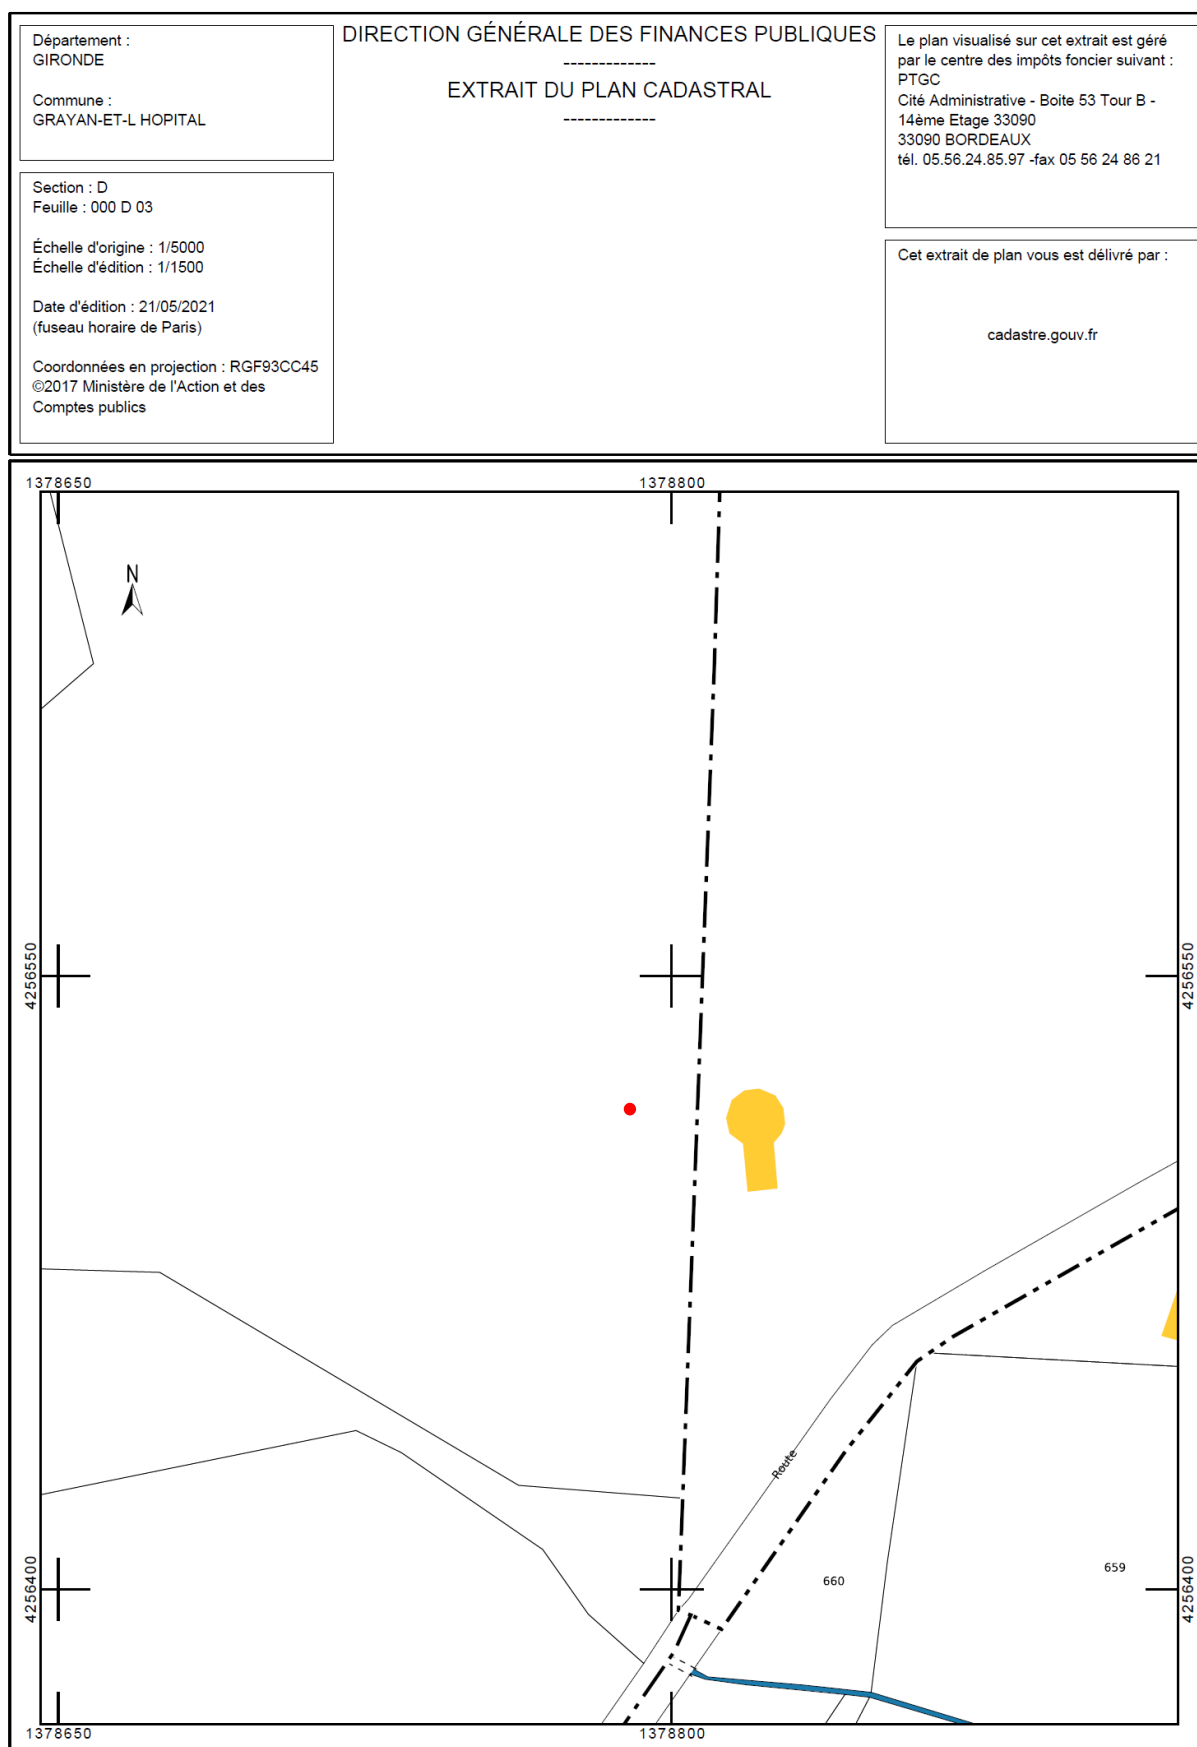 Département :
GIRONDE
Commune :
GRAYAN-ET-L HOPITAL
Section : D
Feuille : 000 D 03
Échelle d'origine : 1/5000
Échelle d'édition : 1/1500
Date d'édition : 21/05/2021
(fuseau horaire de Paris)
Coordonnées en projection : RGF93CC45
©2017 Ministère de l'Action et des
Comptes publics
DIRECTION GÉNÉRALE DES FINANCES PUBLIQUES
-------------
EXTRAIT DU PLAN CADASTRAL
-------------
Le plan visualisé sur cet extrait est géré
par le centre des impôts foncier suivant :
PTGC
Cité Administrative - Boite 53 Tour B -
14ème Etage 33090
33090 BORDEAUX
tél. 05.56.24.85.97 -fax 05 56 24 86 21
Cet extrait de plan vous est délivré par :
cadastre.gouv.fr
1378650
1378800
N
4256550
4256550
Route
660
659
4256400
4256400
1378650
1378800